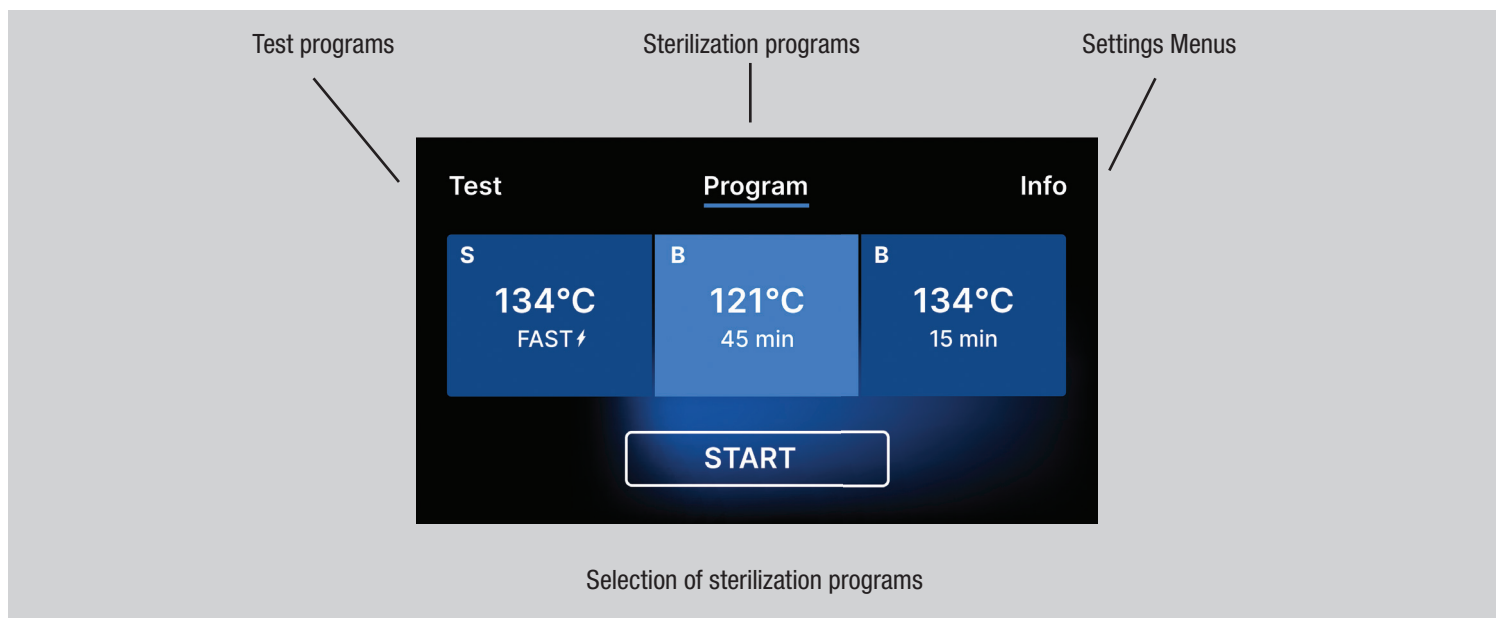 Test programs
Sterilization programs
Settings Menus
Test
Program
Info
S
134°C
FAST⚡
B
121°C
45 min
B
134°C
15 min
START
Selection of sterilization programs